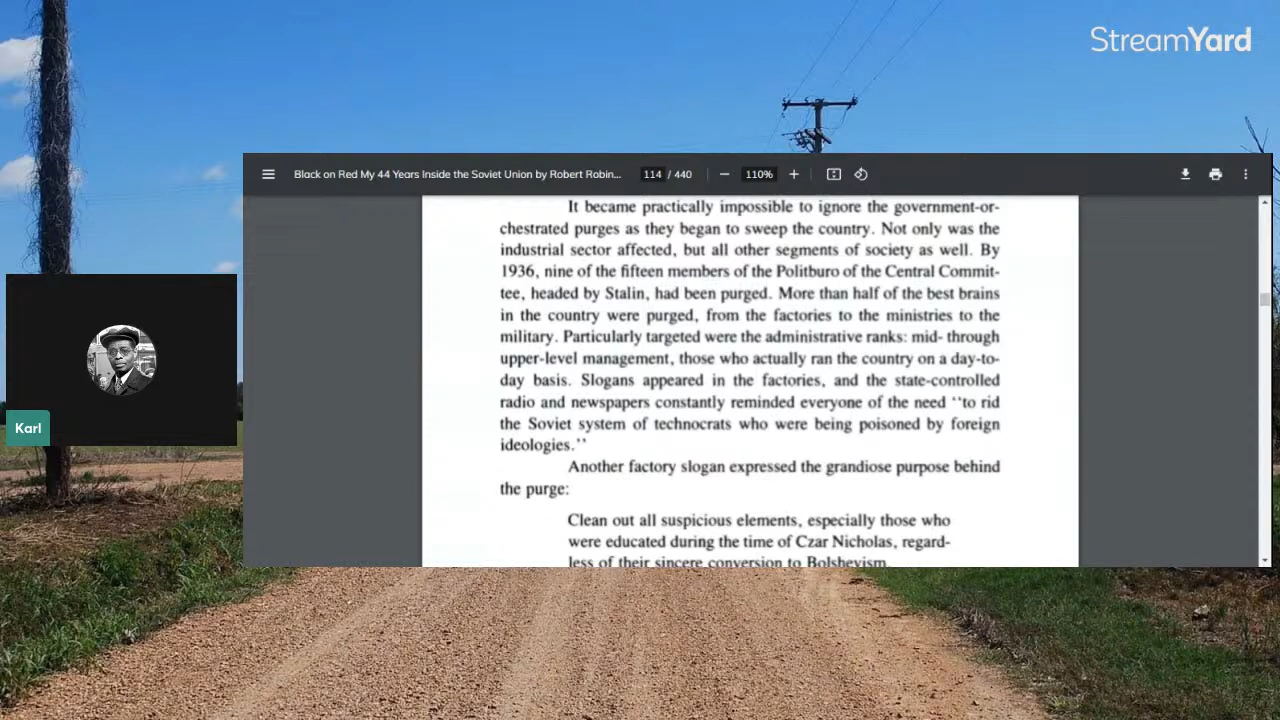 StreamYard
Black on Red My 44 Years Inside the Soviet Union by Robert Robin...
114 / 440
110%
It became practically impossible to ignore the government-or-
chestrated purges as they began to sweep the country. Not only was the
industrial sector affected, but all other segments of society as well. By
1936, nine of the fifteen members of the Politburo of the Central Commit-
tee, headed by Stalin, had been purged. More than half of the best brains
in the country were purged, from the factories to the ministries to the
military. Particularly targeted were the administrative ranks: mid- through
upper-level management, those who actually ran the country on a day-to-
day basis. Slogans appeared in the factories, and the state-controlled
radio and newspapers constantly reminded everyone of the need ‘‘to rid
the Soviet system of technocrats who were being poisoned by foreign
ideologies.’’
Another factory slogan expressed the grandiose purpose behind
the purge:
Clean out all suspicious elements, especially those who
were educated during the time of Czar Nicholas, regard-
less of their sincere conversion to Bolshevism
Karl